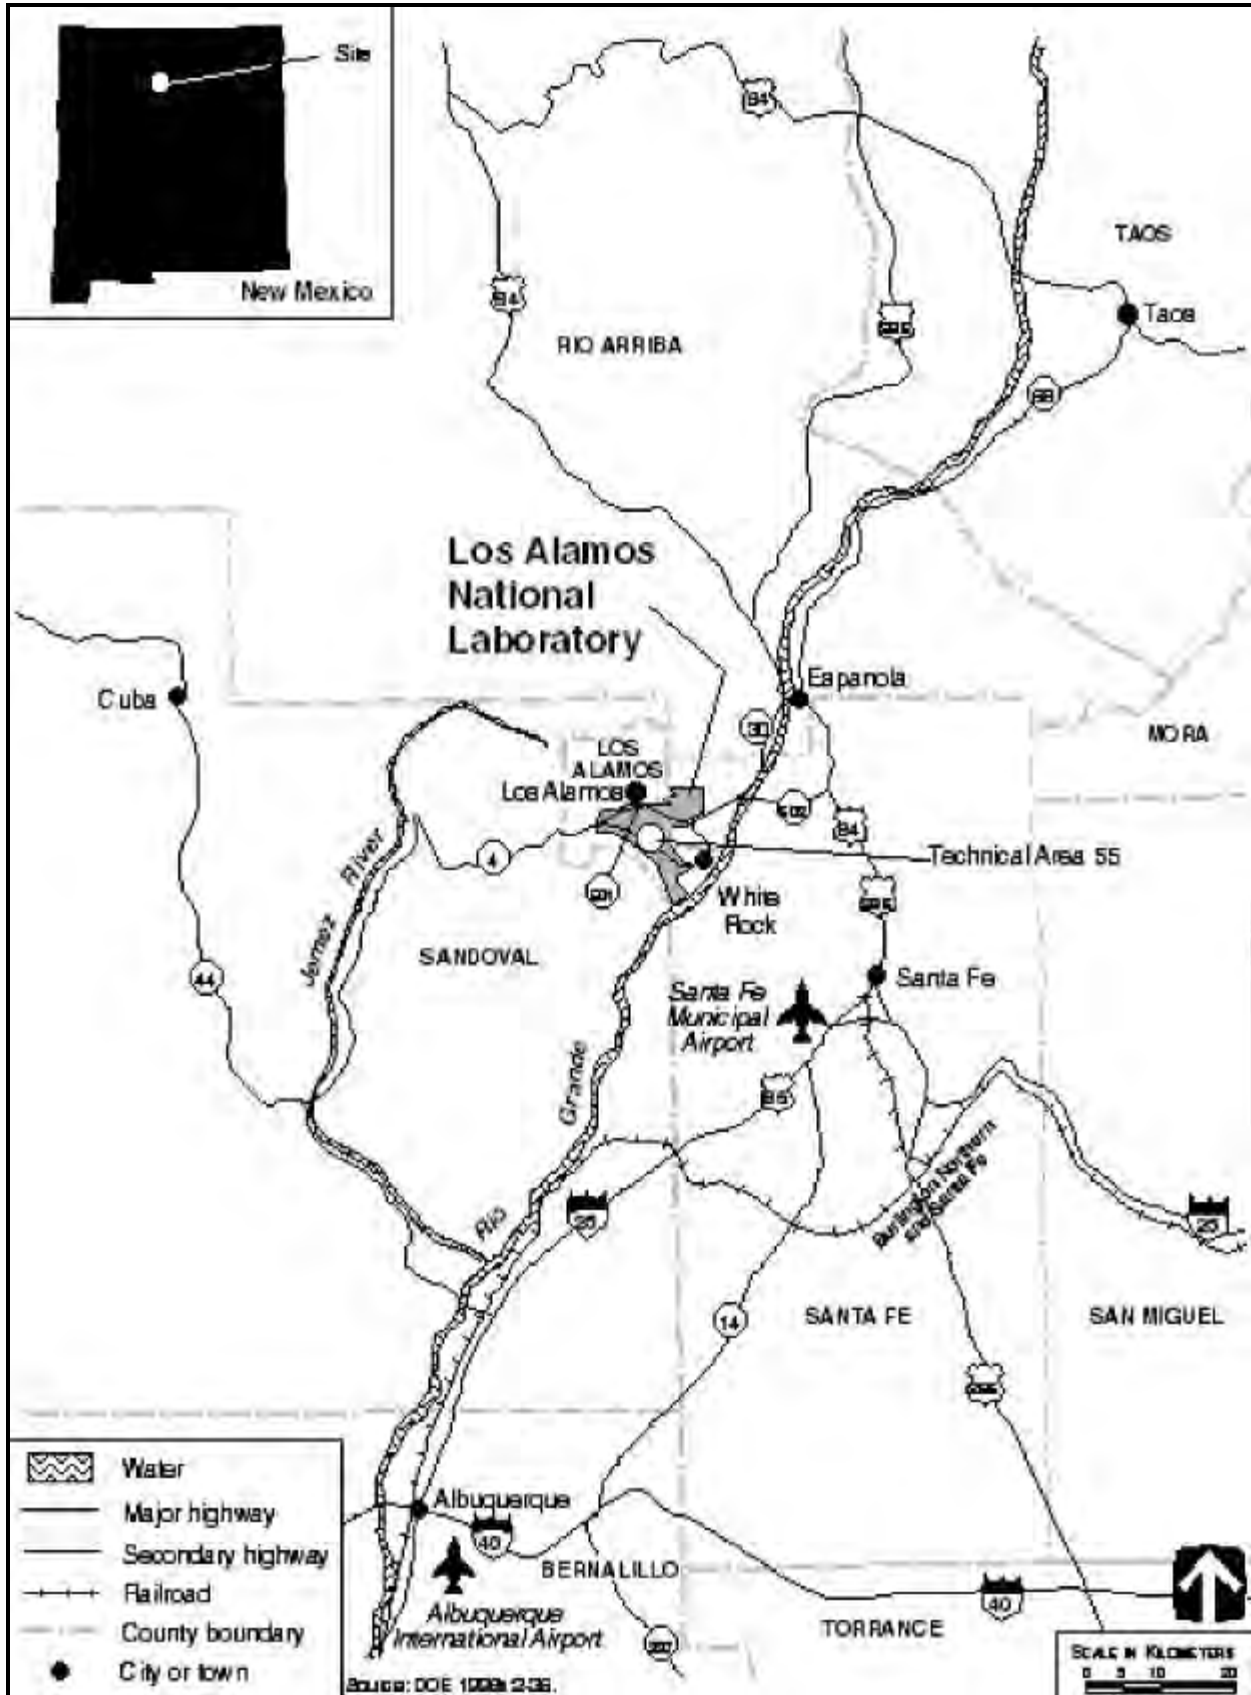 Site
New Mexico
84
TAOS
84
285
Taos
RIO ARRIBA
68
Los Alamos
National
Laboratory
Espanola
Cuba
30
MORA
LOS
ALAMOS
Los Alamos
502
84
4
Technical Area 55
501
White
Rock
285
Jemez River
SANDOVAL
44
Santa Fe
Santa Fe
Municipal
Airport
Rio Grande
85
Burlington Northern
and Santa Fe
25
25
14
SANTA FE
SAN MIGUEL
285
Water
Major highway
Secondary highway
Railroad
County boundary
City or town
Albuquerque
40
BERNALILLO
Albuquerque
International Airport
40
TORRANCE
SCALE IN KILOMETERS
0 5 10 20
Source: DOE